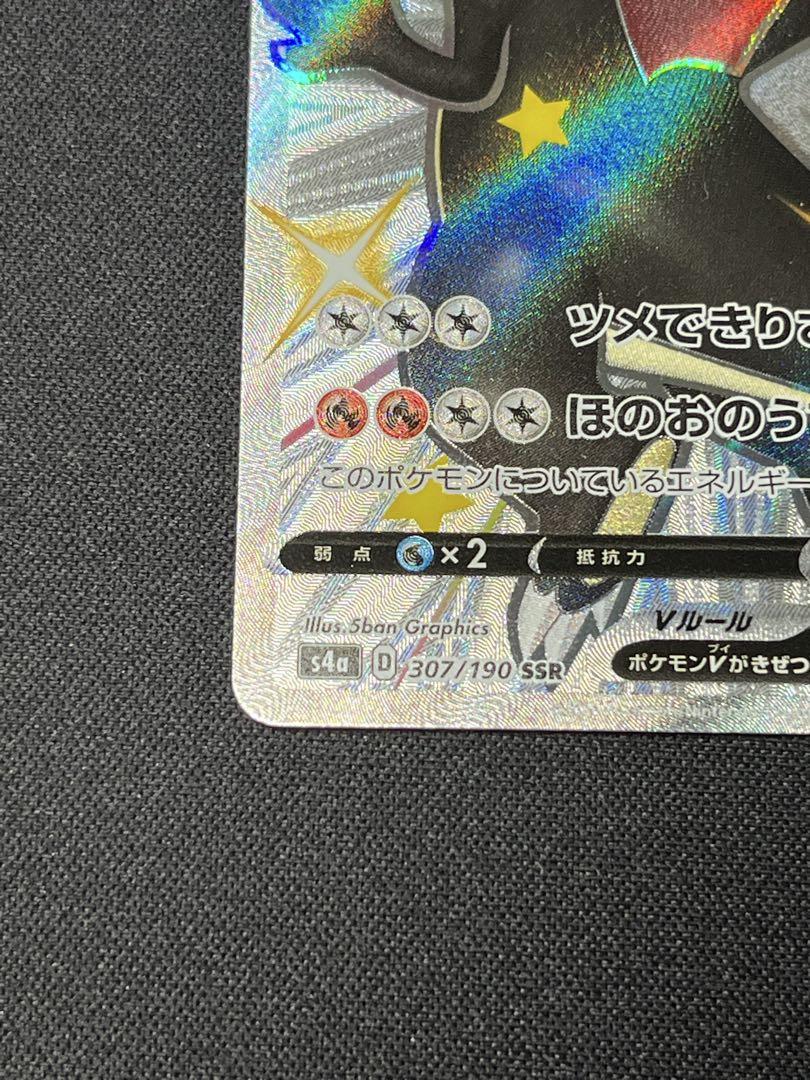 ツメできりさ
ほのおのう
このポケモンについているエネルギー
弱点 ×2 抵抗力
Illus. 5ban Graphics
Vルール
s4a D 307/190 SSR
ポケモンVがきぜつ
ブイ